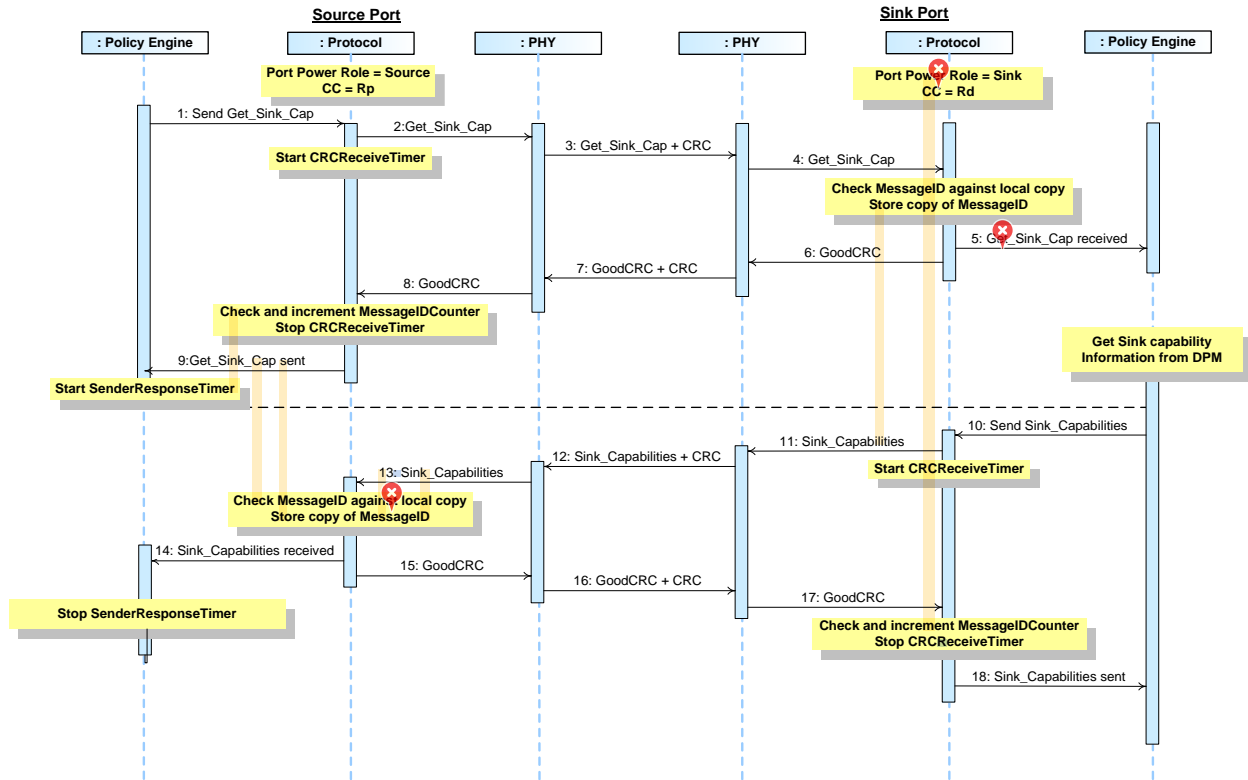 Source Port
Sink Port
: Policy Engine
: Protocol
: PHY
: PHY
: Protocol
: Policy Engine
Port Power Role = Source
CC = Rp
Port Power Role = Sink
CC = Rd
1: Send Get_Sink_Cap
2:Get_Sink_Cap
Start CRCReceiveTimer
3: Get_Sink_Cap + CRC
4: Get_Sink_Cap
Check MessageID against local copy
Store copy of MessageID
5: Get_Sink_Cap received
6: GoodCRC
7: GoodCRC + CRC
8: GoodCRC
Check and increment MessageIDCounter
Stop CRCReceiveTimer
9:Get_Sink_Cap sent
Start SenderResponseTimer
Get Sink capability
Information from DPM
10: Send Sink_Capabilities
11: Sink_Capabilities
Start CRCReceiveTimer
12: Sink_Capabilities + CRC
13: Sink_Capabilities
Check MessageID against local copy
Store copy of MessageID
14: Sink_Capabilities received
15: GoodCRC
16: GoodCRC + CRC
17: GoodCRC
Stop SenderResponseTimer
Check and increment MessageIDCounter
Stop CRCReceiveTimer
18: Sink_Capabilities sent